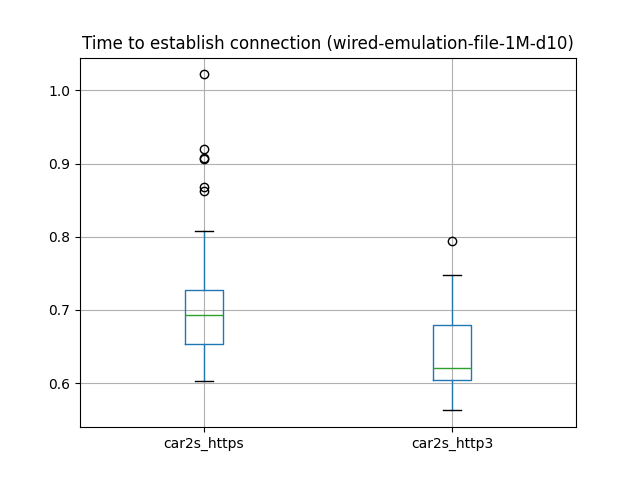 Time to establish connection (wired-emulation-file-1M-d10)
1.0
0.9
0.8
0.7
0.6
car2s_https
car2s_http3